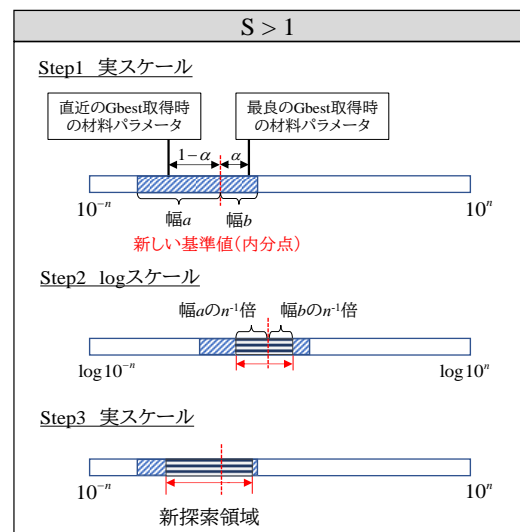 S > 1
Step1 実スケール
直近のGbest取得時
の材料パラメータ
最良のGbest取得時
の材料パラメータ
1−α
α
10⁻ⁿ
10ⁿ
幅a
幅b
新しい基準値(内分点)
Step2 logスケール
幅aのn⁻¹倍
幅bのn⁻¹倍
log10⁻ⁿ
log10ⁿ
Step3 実スケール
10⁻ⁿ
10ⁿ
新探索領域